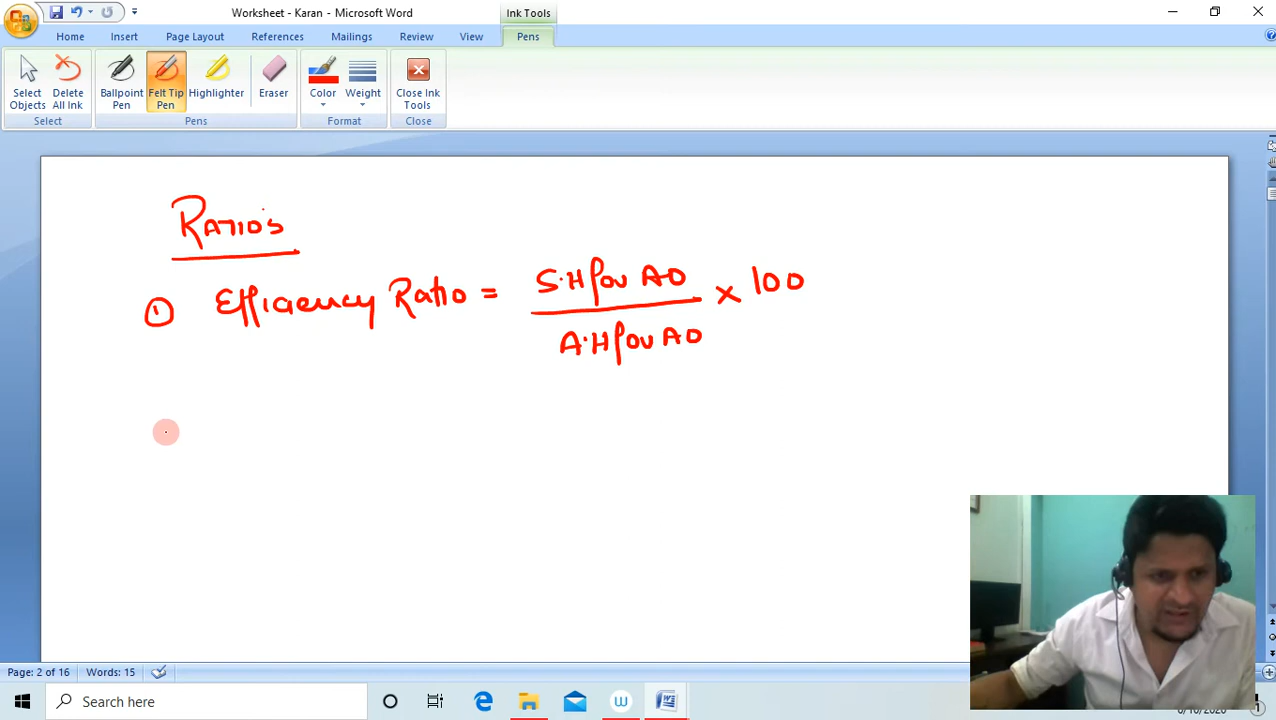 Worksheet - Karan - Microsoft Word
Ink Tools
Home Insert Page Layout References Mailings Review View Pens
Select Objects
Delete All Ink
Ballpoint Pen
Felt Tip Pen
Highlighter
Eraser
Color
Weight
Close Ink Tools
Select Pens Format Close
RATIO'S
① Efficiency Ratio = S.H for AO / A.H for AO × 100
Page: 2 of 16 Words: 15
Search here